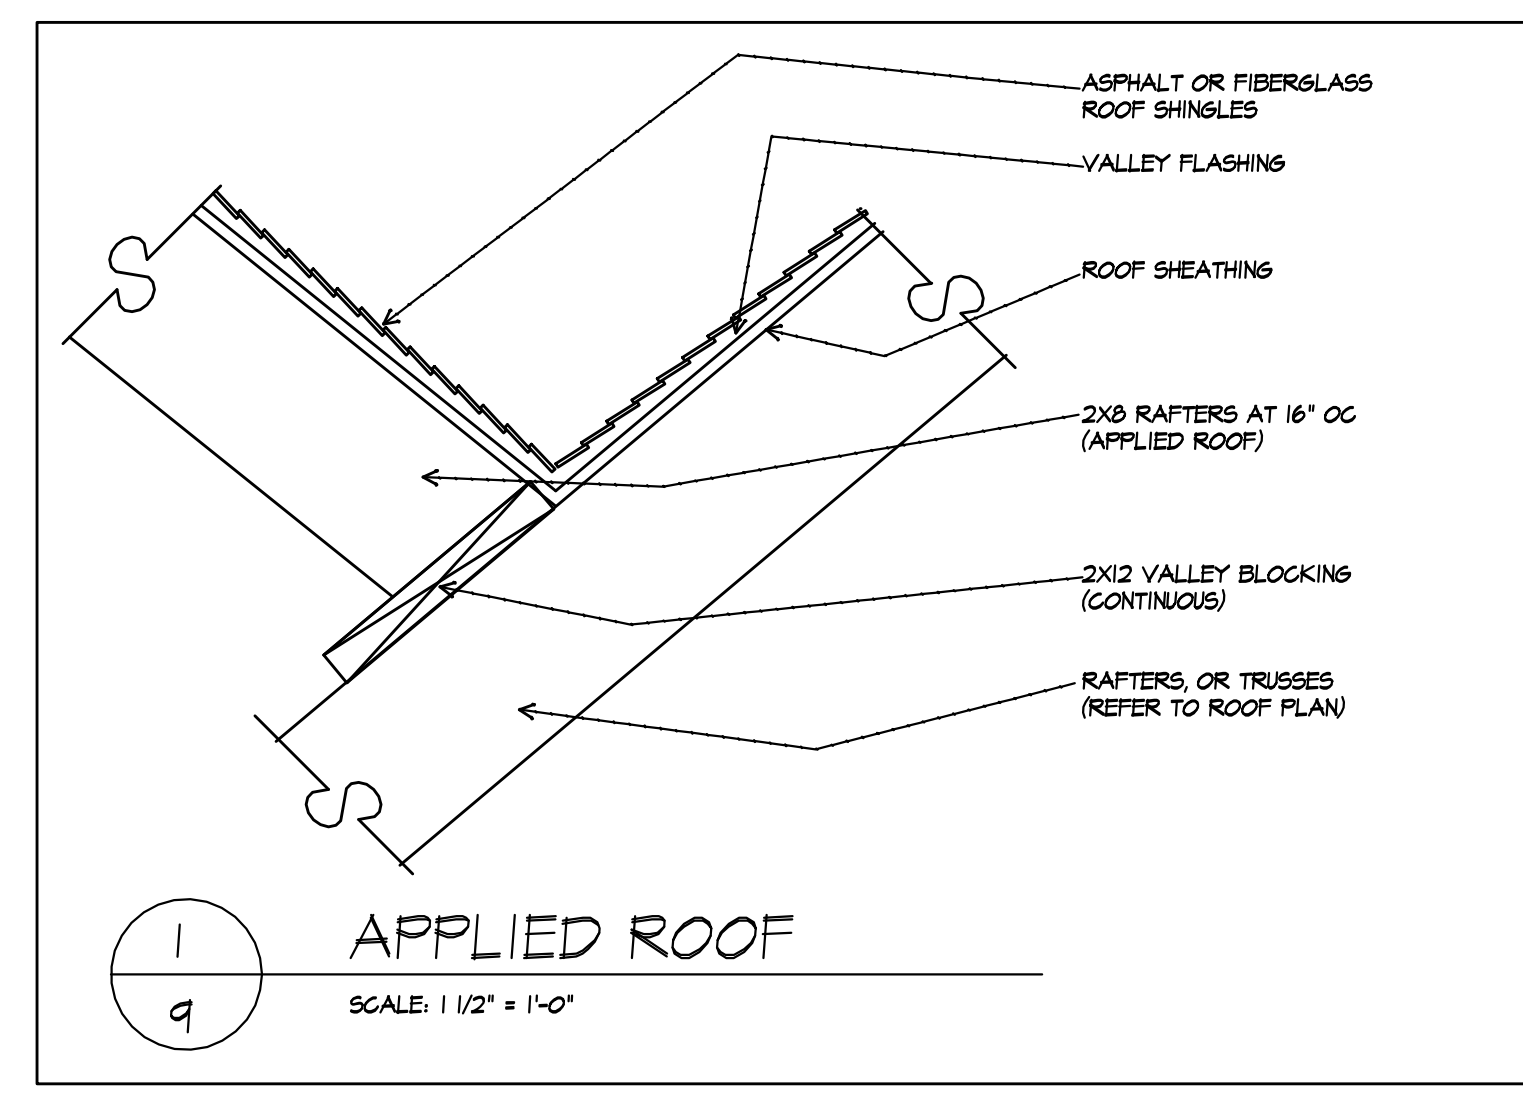 ASPHALT OR FIBERGLASS
ROOF SHINGLES
VALLEY FLASHING
ROOF SHEATHING
2X8 RAFTERS AT 16" OC
(APPLIED ROOF)
2X12 VALLEY BLOCKING
(CONTINUOUS)
RAFTERS, OR TRUSSES
(REFER TO ROOF PLAN)
1
9
APPLIED ROOF
SCALE: 1 1/2" = 1'-0"